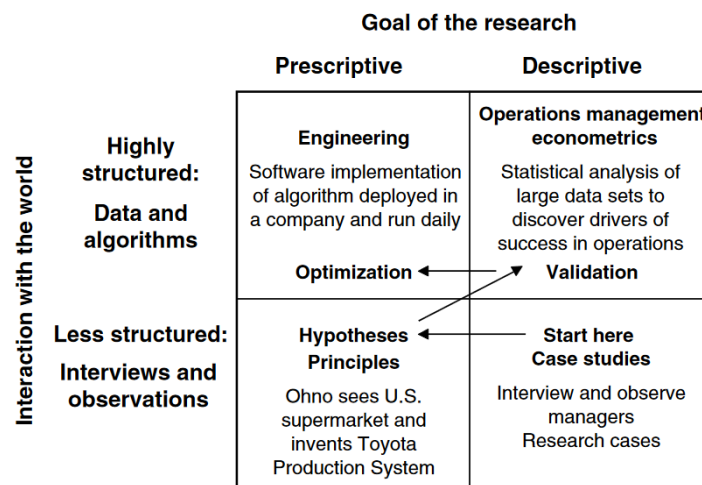 Goal of the research
Prescriptive
Descriptive
Interaction with the world
Highly
structured:
Data and
algorithms
Engineering
Software implementation
of algorithm deployed in
a company and run daily
Optimization
Operations management
econometrics
Statistical analysis of
large data sets to
discover drivers of
success in operations
Validation
Less structured:
Interviews and
observations
Hypotheses
Principles
Ohno sees U.S.
supermarket and
invents Toyota
Production System
Start here
Case studies
Interview and observe
managers
Research cases